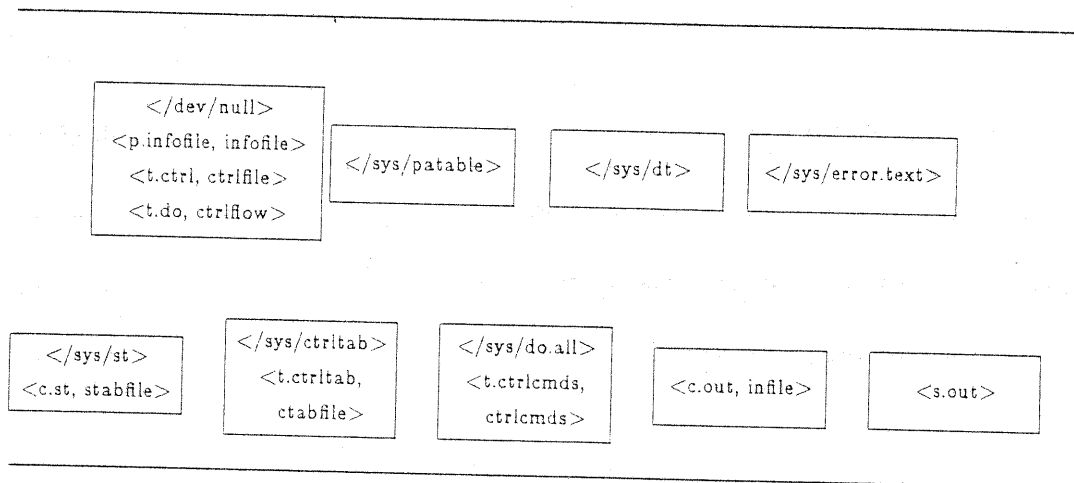 </dev/null>
<p.infofile, infofile>
<t.ctrl, ctrlfile>
<t.do, ctrlflow>
</sys/patable>
</sys/dt>
</sys/error.text>
</sys/st>
<c.st, stabfile>
</sys/ctrltab>
<t.ctrltab,
ctabfile>
</sys/do.all>
<t.ctrlcmds,
ctrlcmds>
<c.out, infile>
<s.out>